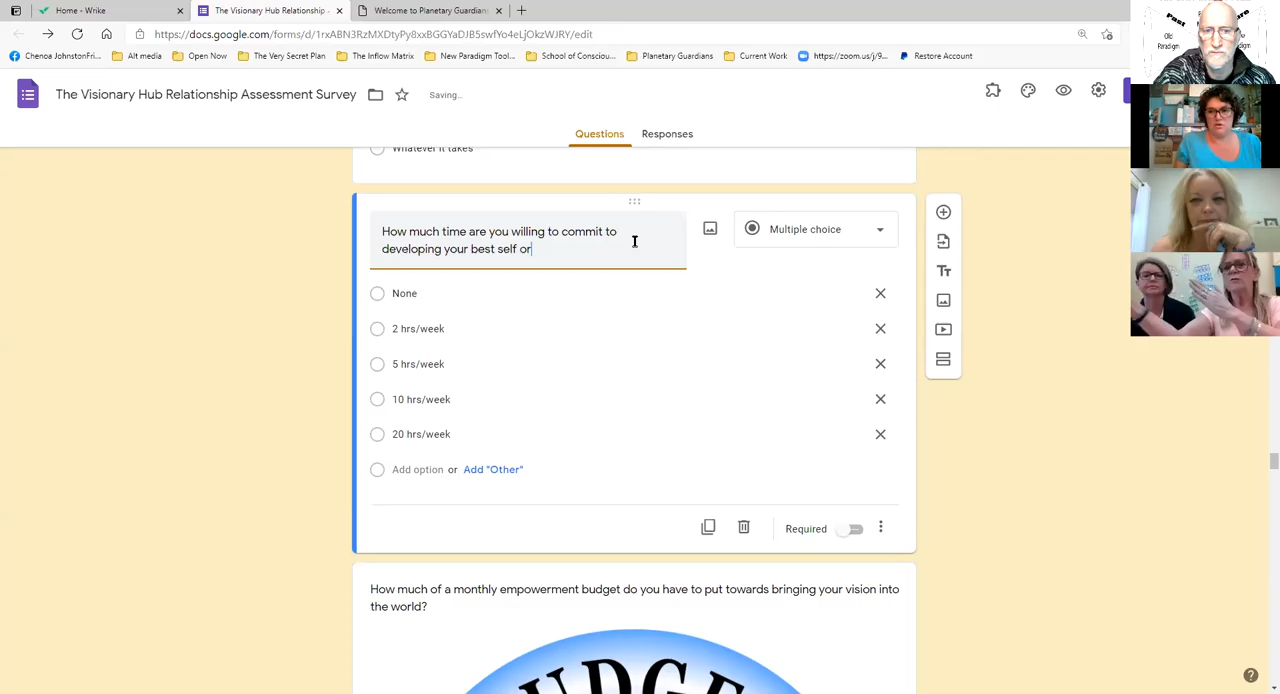 Home - Wrike
The Visionary Hub Relationship
Welcome to Planetary Guardians
https://docs.google.com/forms/d/1rxABN3RzMXDtyPy8xxBGGYaDJB5swfYo4eLjOkzWJRY/edit
Chenoa JohnstonFri... Alt media Open Now The Very Secret Plan The Inflow Matrix New Paradigm Tool... School of Consciou... Planetary Guardians Current Work https://zoom.us/j/9... Restore Account
The Visionary Hub Relationship Assessment Survey Saving...
Questions Responses
Whatever it takes
How much time are you willing to commit to
developing your best self or
Multiple choice
None
2 hrs/week
5 hrs/week
10 hrs/week
20 hrs/week
Add option or Add "Other"
Required
How much of a monthly empowerment budget do you have to put towards bringing your vision into
the world?
Old
Paradigm